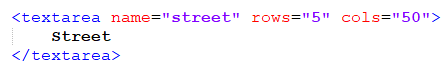 <textarea name="street" rows="5" cols="50">
    Street
</textarea>